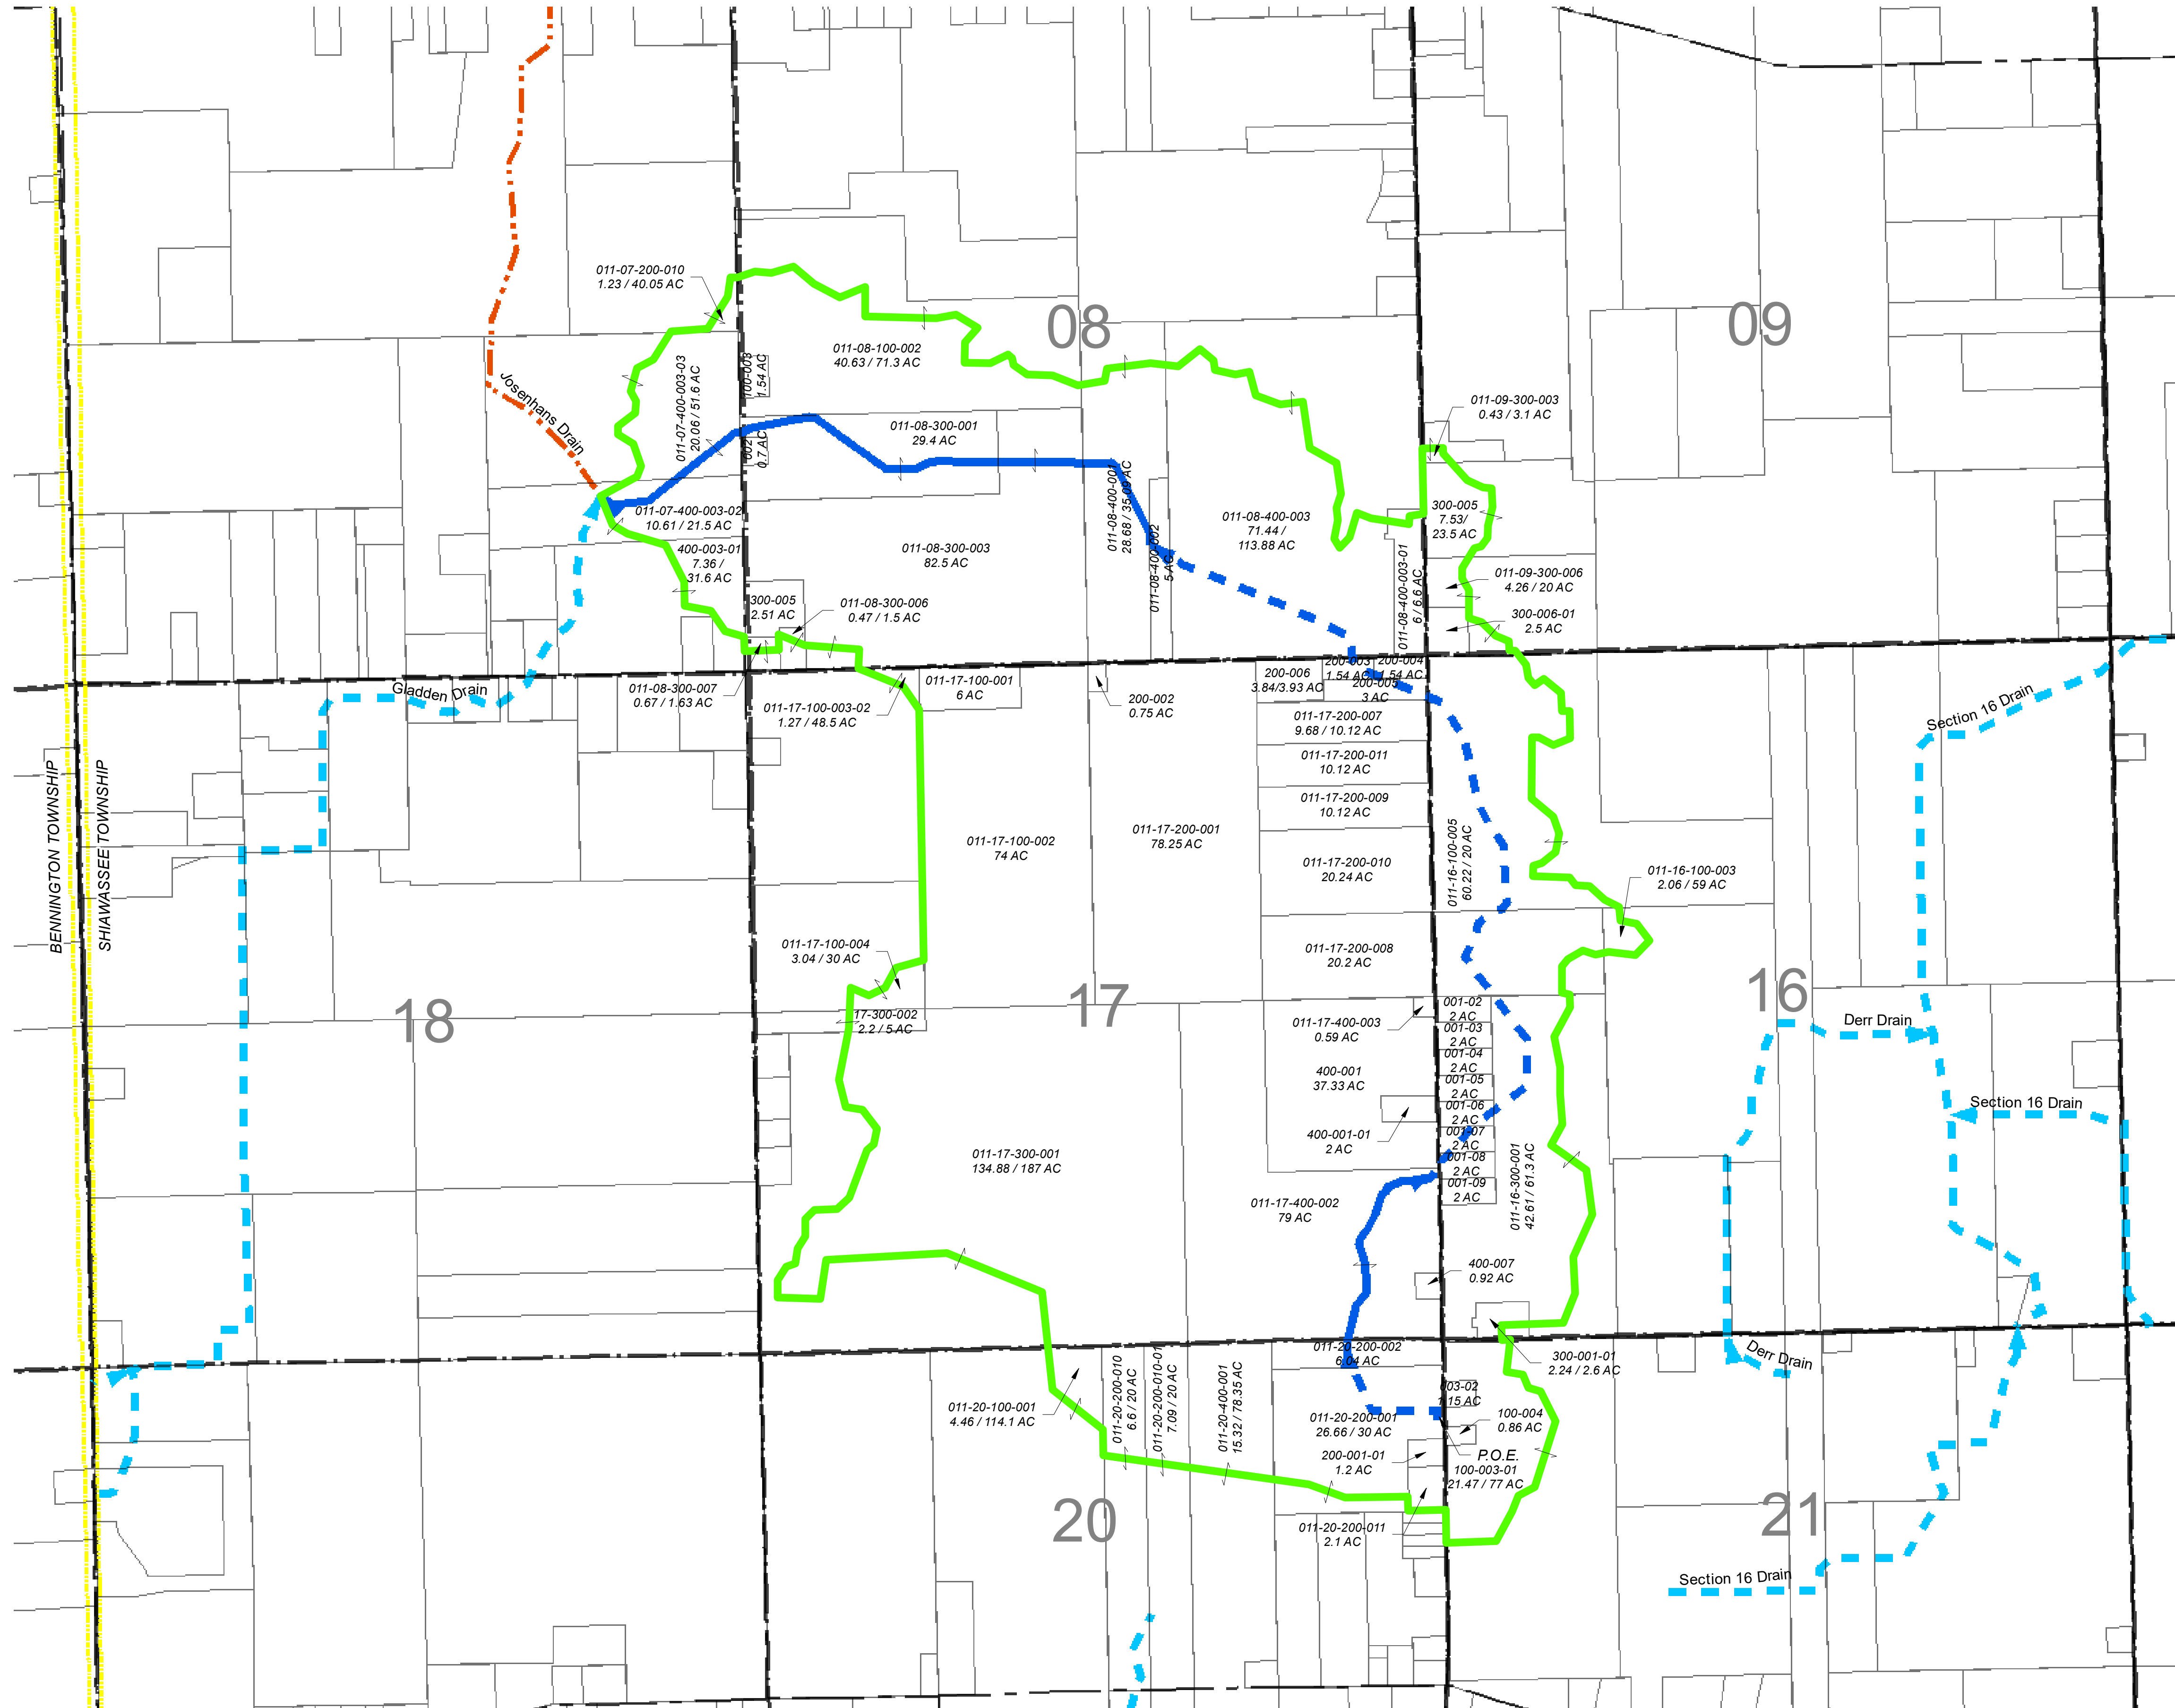 011-07-200-010
1.23 / 40.05 AC
08
09
011-08-100-002
40.63 / 71.3 AC
100-003
1.54 AC
011-07-400-003-03
20.06 / 51.6 AC
Josenhans Drain
011-09-300-003
0.43 / 3.1 AC
011-08-300-001
29.4 AC
002
0.7 AC
011-08-400-001
28.68 / 35.09 AC
011-07-400-003-02
10.61 / 21.5 AC
011-08-400-003
71.44 /
113.88 AC
300-005
7.53/
23.5 AC
400-003-01
7.36 /
31.6 AC
011-08-300-003
82.5 AC
011-08-400-002
5 AC
011-08-400-003-01
6 / 6.6 AC
011-09-300-006
4.26 / 20 AC
300-005
2.51 AC
011-08-300-006
0.47 / 1.5 AC
300-006-01
2.5 AC
Gladden Drain
011-08-300-007
0.67 / 1.63 AC
011-17-100-003-02
1.27 / 48.5 AC
011-17-100-001
6 AC
200-002
0.75 AC
200-006
3.84/3.93 AC
200-003
1.54 AC
200-004
1.54 AC
200-005
3 AC
011-17-200-007
9.68 / 10.12 AC
Section 16 Drain
011-17-200-011
10.12 AC
011-17-200-009
10.12 AC
BENNINGTON TOWNSHIP
SHIAWASSEE TOWNSHIP
011-17-100-002
74 AC
011-17-200-001
78.25 AC
011-17-200-010
20.24 AC
011-16-100-005
60.22 / 20 AC
011-16-100-003
2.06 / 59 AC
011-17-100-004
3.04 / 30 AC
011-17-200-008
20.2 AC
18
17
16
17-300-002
2.2 / 5 AC
011-17-400-003
0.59 AC
001-02
2 AC
001-03
2 AC
001-04
2 AC
001-05
2 AC
001-06
2 AC
001-07
2 AC
001-08
2 AC
001-09
2 AC
Derr Drain
400-001
37.33 AC
Section 16 Drain
400-001-01
2 AC
011-17-300-001
134.88 / 187 AC
011-16-300-001
42.61 / 61.3 AC
011-17-400-002
79 AC
400-007
0.92 AC
011-20-200-002
6.04 AC
300-001-01
2.24 / 2.6 AC
Derr Drain
011-20-100-001
4.46 / 114.1 AC
011-20-200-010
6.6 / 20 AC
011-20-200-010-01
7.09 / 20 AC
011-20-400-001
15.32 / 78.35 AC
003-02
1.15 AC
011-20-200-001
26.66 / 30 AC
100-004
0.86 AC
200-001-01
1.2 AC
P.O.E.
100-003-01
21.47 / 77 AC
20
21
011-20-200-011
2.1 AC
Section 16 Drain